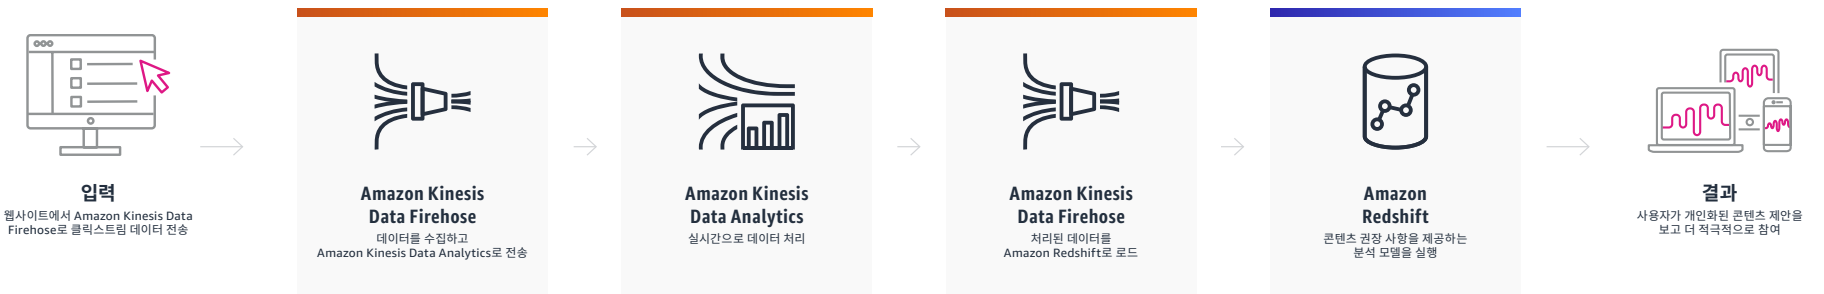 입력
웹사이트에서 Amazon Kinesis Data
Firehose로 클릭스트림 데이터 전송
Amazon Kinesis
Data Firehose
데이터를 수집하고
Amazon Kinesis Data Analytics로 전송
Amazon Kinesis
Data Analytics
실시간으로 데이터 처리
Amazon Kinesis
Data Firehose
처리된 데이터를
Amazon Redshift로 로드
Amazon
Redshift
콘텐츠 권장 사항을 제공하는
분석 모델을 실행
결과
사용자가 개인화된 콘텐츠 제안을
보고 더 적극적으로 참여